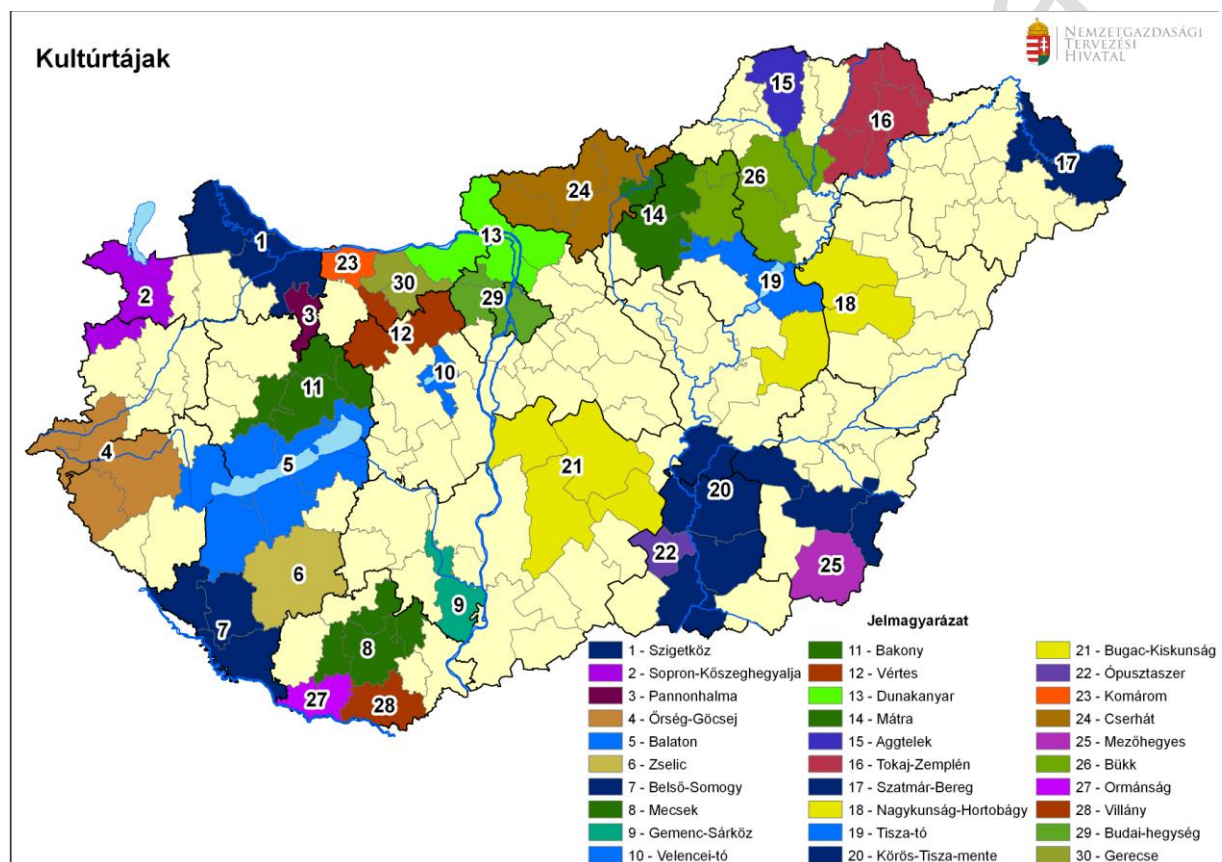 Kultúrtájak
NEMZETGAZDASÁGI
TERVEZÉSI
HIVATAL
15
16
17
24
26
14
1
13
23
2
30
29
19
18
3
12
10
11
4
5
21
20
6
22
25
9
7
8
27
28
Jelmagyarázat
1 - Szigetköz
2 - Sopron-Kőszeghegyalja
3 - Pannonhalma
4 - Őrség-Göcsej
5 - Balaton
6 - Zselic
7 - Belső-Somogy
8 - Mecsek
9 - Gemenc-Sárköz
10 - Velencei-tó
11 - Bakony
12 - Vértes
13 - Dunakanyar
14 - Mátra
15 - Aggtelek
16 - Tokaj-Zemplén
17 - Szatmár-Bereg
18 - Nagykunság-Hortobágy
19 - Tisza-tó
20 - Körös-Tisza-mente
21 - Bugac-Kiskunság
22 - Ópusztaszer
23 - Komárom
24 - Cserhát
25 - Mezőhegyes
26 - Bükk
27 - Ormánság
28 - Villány
29 - Budai-hegység
30 - Gerecse